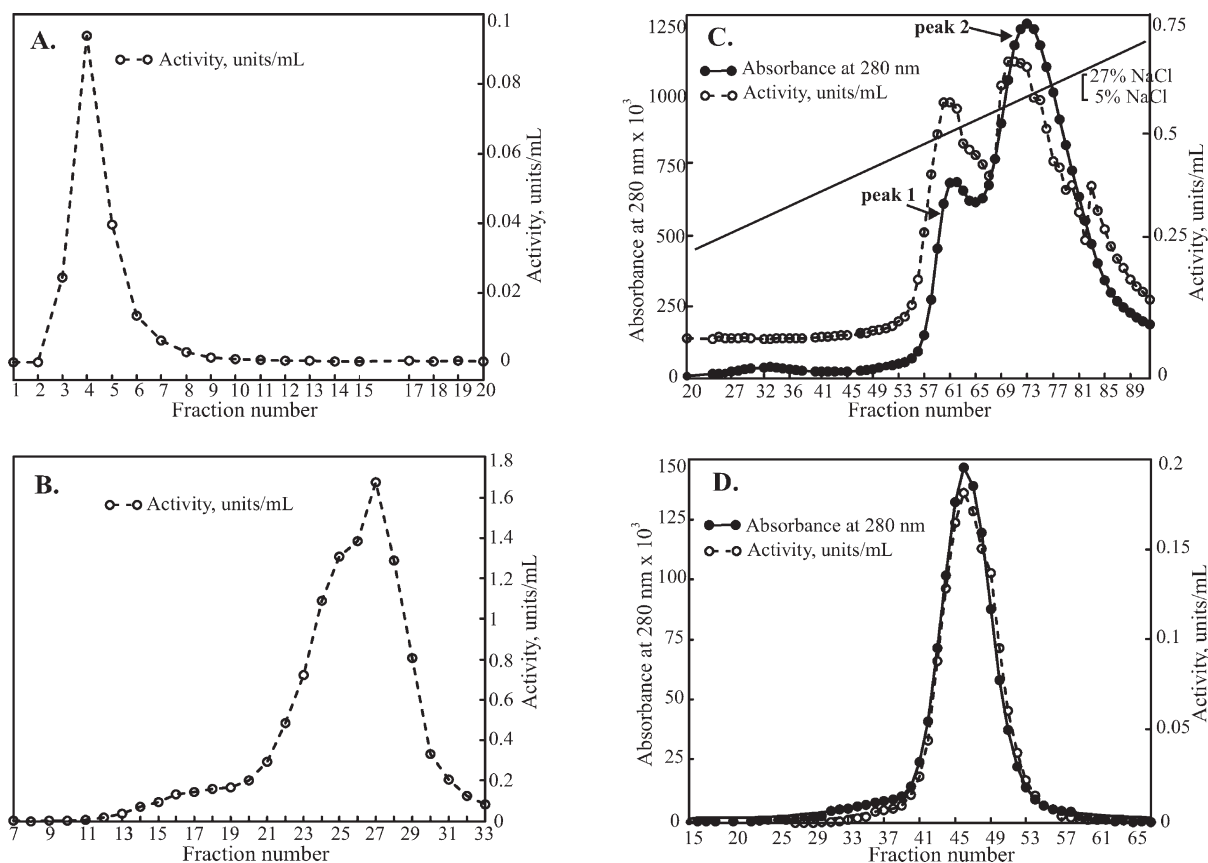 A.
Activity, units/mL
0.1
0.08
0.06
0.04
0.02
0
Activity, units/mL
1 2 3 4 5 6 7 8 9 10 11 12 13 14 15 17 18 19 20
Fraction number
B.
Activity, units/mL
1.8
1.6
1.4
1.2
1
0.8
0.6
0.4
0.2
0
Activity, units/mL
7 9 11 13 15 17 19 21 23 25 27 29 31 33
Fraction number
C.
peak 2
Absorbance at 280 nm
Activity, units/mL
27% NaCl
5% NaCl
peak 1
1250
1000
750
500
250
0
Absorbance at 280 nm x 10³
0.75
0.5
0.25
0
Activity, units/mL
20 27 32 36 41 45 49 53 57 61 65 69 73 77 81 85 89
Fraction number
D.
Absorbance at 280 nm
Activity, units/mL
150
125
100
75
50
25
0
Absorbance at 280 nm x 10³
0.2
0.15
0.1
0.05
0
Activity, units/mL
15 20 25 29 33 37 41 45 49 53 57 61 65
Fraction number